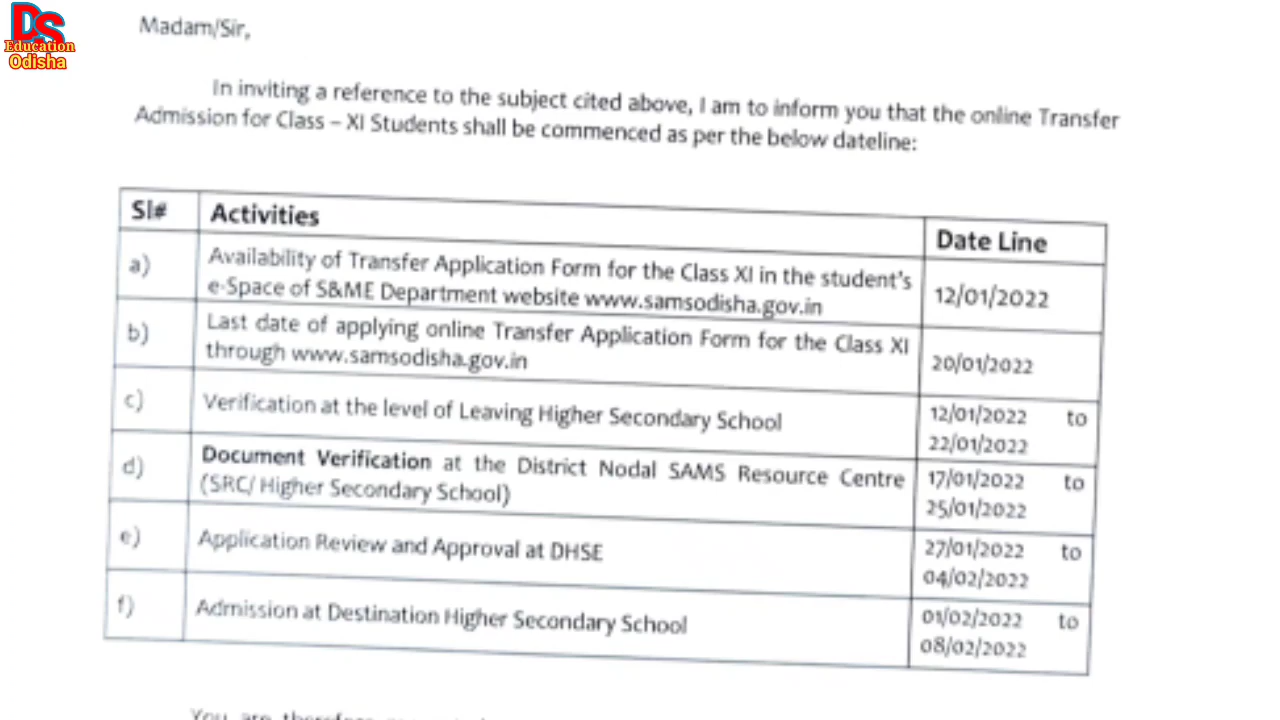 DS
Education
Odisha
Madam/Sir,
In inviting a reference to the subject cited above, I am to inform you that the online Transfer
Admission for Class – XI Students shall be commenced as per the below dateline:
Sl# Activities Date Line
a) Availability of Transfer Application Form for the Class XI in the student's
e-Space of S&ME Department website www.samsodisha.gov.in 12/01/2022
b) Last date of applying online Transfer Application Form for the Class XI
through www.samsodisha.gov.in 20/01/2022
c) Verification at the level of Leaving Higher Secondary School 12/01/2022 to
22/01/2022
d) Document Verification at the District Nodal SAMS Resource Centre 17/01/2022 to
(SRC/ Higher Secondary School) 25/01/2022
e) Application Review and Approval at DHSE 27/01/2022 to
04/02/2022
f) Admission at Destination Higher Secondary School 01/02/2022 to
08/02/2022
You are therefore